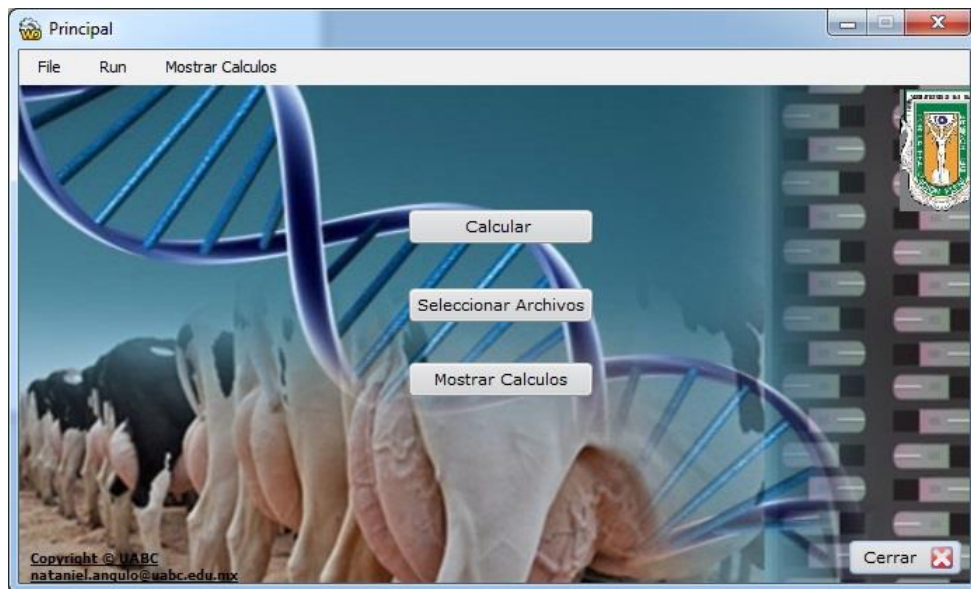 Principal
File Run Mostrar Calculos
Calcular
Seleccionar Archivos
Mostrar Calculos
Copyright © UABC
nataniel.angulo@uabc.edu.mx
Cerrar